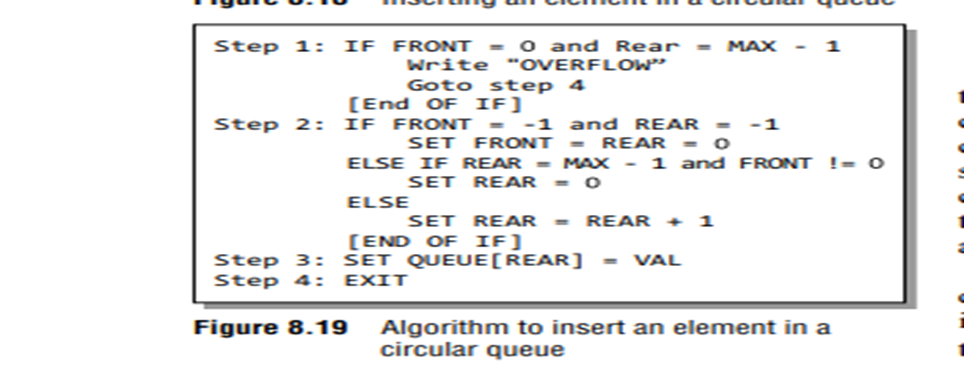 Figure 8.18 Inserting an element in a circular queue
Step 1: IF FRONT = 0 and Rear = MAX - 1
Write "OVERFLOW”
Goto step 4
[End OF IF]
Step 2: IF FRONT = -1 and REAR = -1
SET FRONT = REAR = 0
ELSE IF REAR = MAX - 1 and FRONT != 0
SET REAR = 0
ELSE
SET REAR = REAR + 1
[END OF IF]
Step 3: SET QUEUE[REAR] = VAL
Step 4: EXIT
Figure 8.19 Algorithm to insert an element in a
circular queue